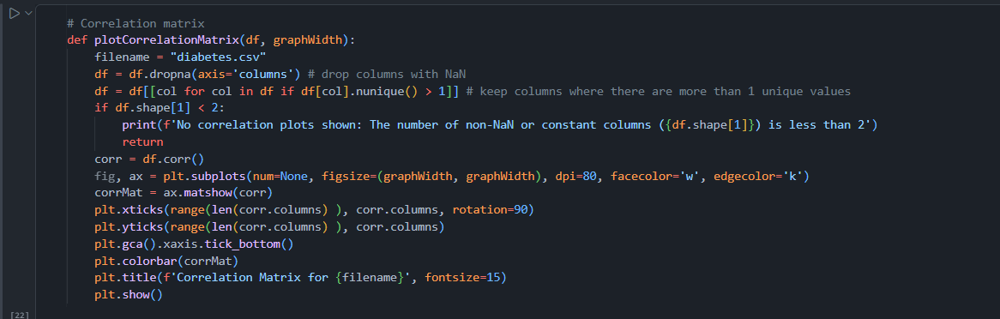 # Correlation matrix
def plotCorrelationMatrix(df, graphWidth):
    filename = "diabetes.csv"
    df = df.dropna(axis='columns') # drop columns with NaN
    df = df[[col for col in df if df[col].nunique() > 1]] # keep columns where there are more than 1 unique values
    if df.shape[1] < 2:
        print(f'No correlation plots shown: The number of non-NaN or constant columns ({df.shape[1]}) is less than 2')
        return
    corr = df.corr()
    fig, ax = plt.subplots(num=None, figsize=(graphWidth, graphWidth), dpi=80, facecolor='w', edgecolor='k')
    corrMat = ax.matshow(corr)
    plt.xticks(range(len(corr.columns) ), corr.columns, rotation=90)
    plt.yticks(range(len(corr.columns) ), corr.columns)
    plt.gca().xaxis.tick_bottom()
    plt.colorbar(corrMat)
    plt.title(f'Correlation Matrix for {filename}', fontsize=15)
    plt.show()
[22]